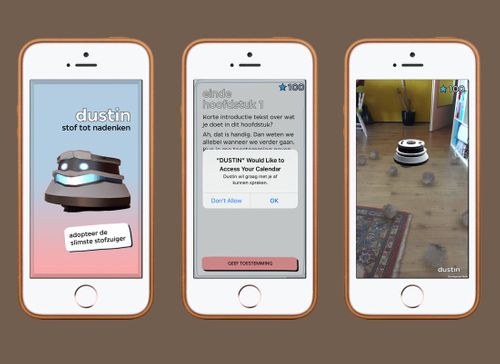 dustin
stof tot nadenken
adopteer de
slimste stofzuiger
100
einde
hoofdstuk 1
Korte introductie tekst over wat
je doet in dit hoofdstuk?
Ah, dat is handig. Dan weten we
allebei wanneer we verder gaan.
“DUSTIN” Would Like to
Access Your Calendar
Dustin wil graag met je af
kunnen spreken.
Don't Allow
OK
GEEF TOESTEMMING
100
dustin